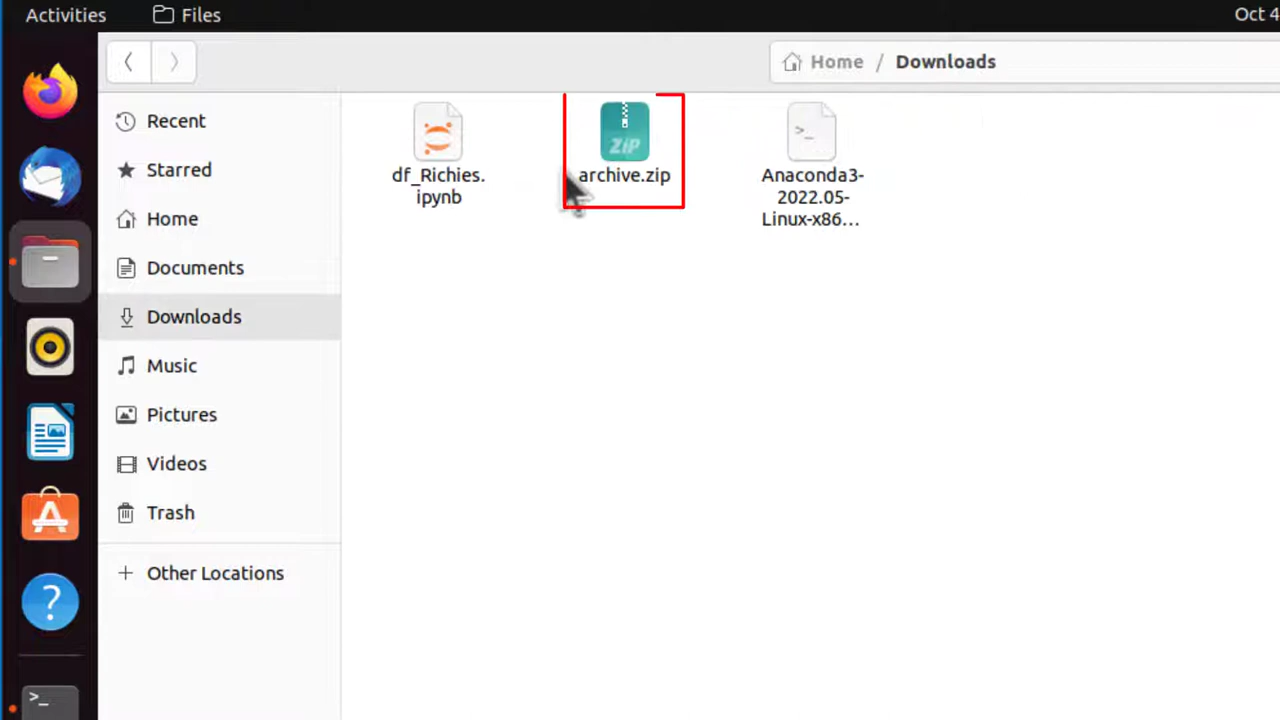 Activities
Files
Oct 4
Home / Downloads
Recent
Starred
Home
Documents
Downloads
Music
Pictures
Videos
Trash
+ Other Locations
df_Richies.
ipynb
ZiP
archive.zip
>_
Anaconda3-
2022.05-
Linux-x86...
?
>_